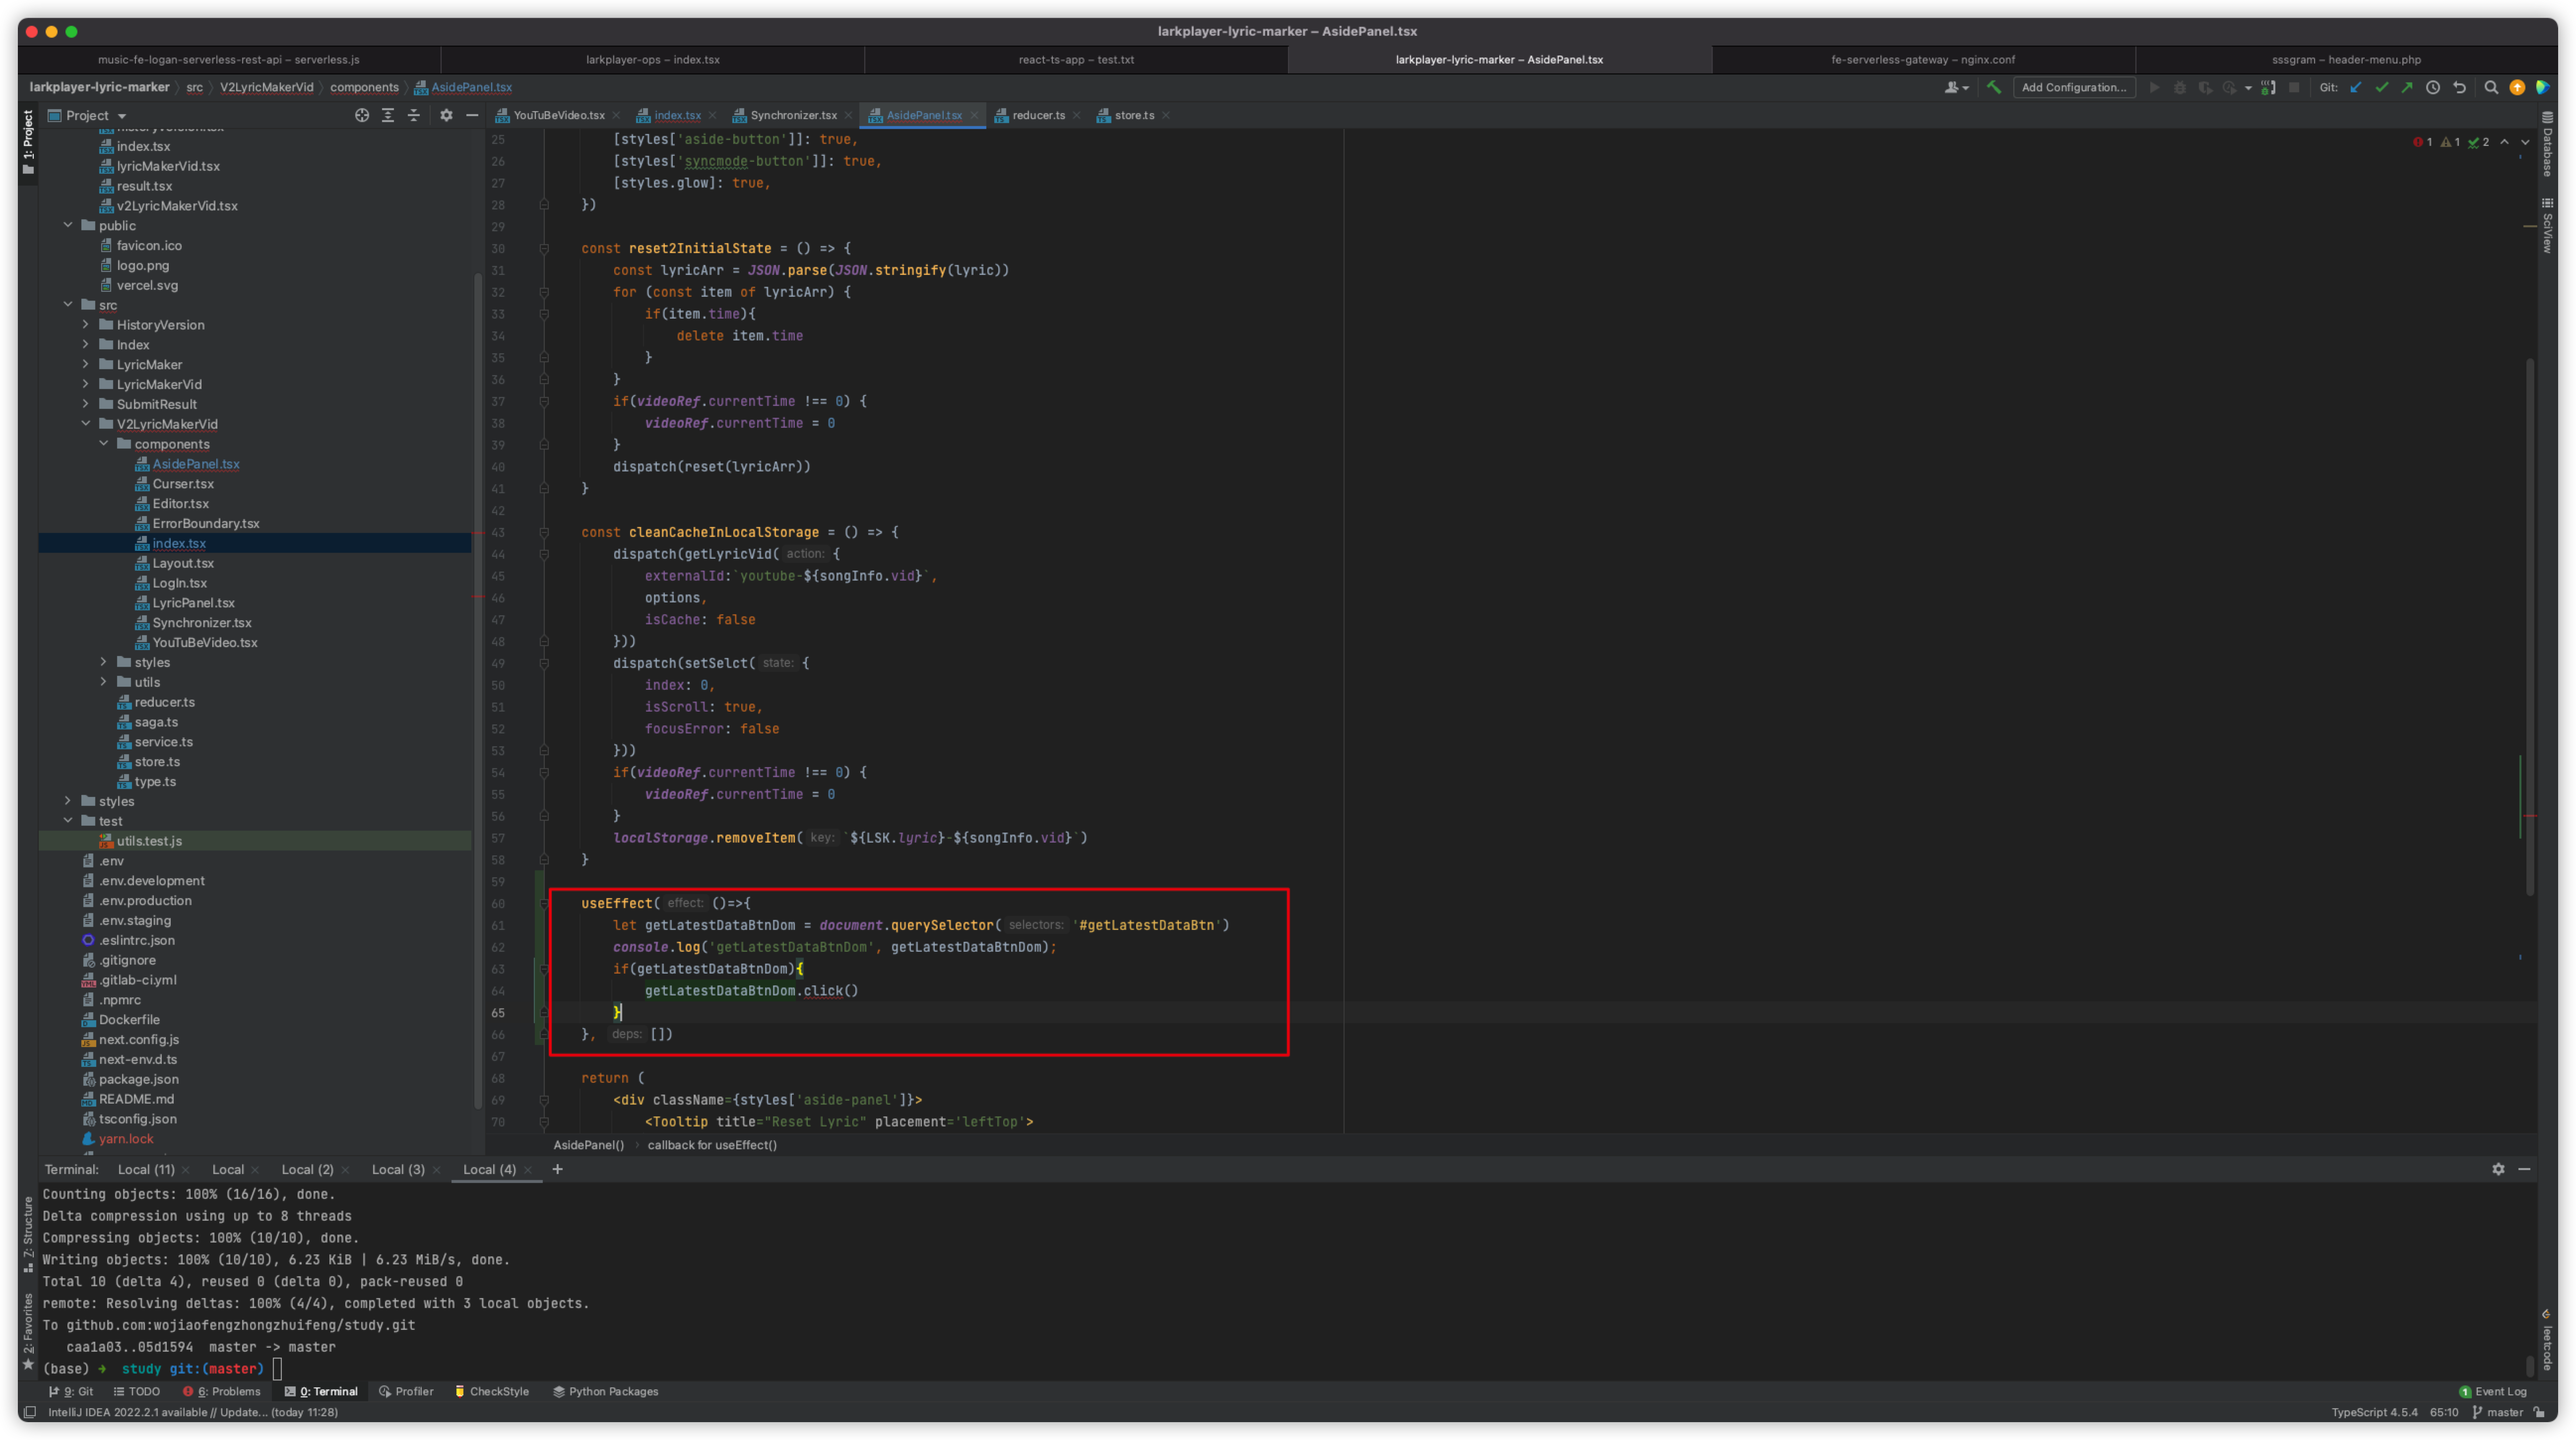 larkplayer-lyric-marker – AsidePanel.tsx
music-fe-logan-serverless-rest-api – serverless.js
larkplayer-ops – index.tsx
react-ts-app – test.txt
larkplayer-lyric-marker – AsidePanel.tsx
fe-serverless-gateway – nginx.conf
sssgram – header-menu.php
larkplayer-lyric-marker
src
V2LyricMakerVid
components
AsidePanel.tsx
Add Configuration...
Git:
Project
YouTuBeVideo.tsx
index.tsx
Synchronizer.tsx
AsidePanel.tsx
reducer.ts
store.ts
1: Project
index.tsx
lyricMakerVid.tsx
result.tsx
v2LyricMakerVid.tsx
public
favicon.ico
logo.png
vercel.svg
src
HistoryVersion
Index
LyricMaker
LyricMakerVid
SubmitResult
V2LyricMakerVid
components
AsidePanel.tsx
Curser.tsx
Editor.tsx
ErrorBoundary.tsx
index.tsx
Layout.tsx
LogIn.tsx
LyricPanel.tsx
Synchronizer.tsx
YouTuBeVideo.tsx
styles
utils
reducer.ts
saga.ts
service.ts
store.ts
type.ts
styles
test
utils.test.js
.env
.env.development
.env.production
.env.staging
.eslintrc.json
.gitignore
.gitlab-ci.yml
.npmrc
Dockerfile
next.config.js
next-env.d.ts
package.json
README.md
tsconfig.json
yarn.lock
1 1 2
25 [styles['aside-button']]: true,
26 [styles['syncmode-button']]: true,
27 [styles.glow]: true,
28 })
29
30 const reset2InitialState = () => {
31 const lyricArr = JSON.parse(JSON.stringify(lyric))
32 for (const item of lyricArr) {
33 if(item.time){
34 delete item.time
35 }
36 }
37 if(videoRef.currentTime !== 0) {
38 videoRef.currentTime = 0
39 }
40 dispatch(reset(lyricArr))
41 }
42
43 const cleanCacheInLocalStorage = () => {
44 dispatch(getLyricVid( action: {
45 externalId:`youtube-${songInfo.vid}`,
46 options,
47 isCache: false
48 }))
49 dispatch(setSelct( state: {
50 index: 0,
51 isScroll: true,
52 focusError: false
53 }))
54 if(videoRef.currentTime !== 0) {
55 videoRef.currentTime = 0
56 }
57 localStorage.removeItem( key: `${LSK.lyric}-${songInfo.vid}`)
58 }
59
60 useEffect( effect: ()=>{
61 let getLatestDataBtnDom = document.querySelector( selectors: '#getLatestDataBtn')
62 console.log('getLatestDataBtnDom', getLatestDataBtnDom);
63 if(getLatestDataBtnDom){
64 getLatestDataBtnDom.click()
65 }
66 }, deps: [])
67
68 return (
69 <div className={styles['aside-panel']}>
70 <Tooltip title="Reset Lyric" placement='leftTop'>
AsidePanel()
callback for useEffect()
Database
SciView
leetcode
Terminal:
Local (11)
Local
Local (2)
Local (3)
Local (4)
Counting objects: 100% (16/16), done.
Delta compression using up to 8 threads
Compressing objects: 100% (10/10), done.
Writing objects: 100% (10/10), 6.23 KiB | 6.23 MiB/s, done.
Total 10 (delta 4), reused 0 (delta 0), pack-reused 0
remote: Resolving deltas: 100% (4/4), completed with 3 local objects.
To github.com:wojiaofengzhongzhuifeng/study.git
caa1a03..05d1594 master -> master
(base) → study git:(master)
7: Structure
2: Favorites
9: Git
TODO
6: Problems
0: Terminal
Profiler
CheckStyle
Python Packages
1 Event Log
IntelliJ IDEA 2022.2.1 available // Update... (today 11:28)
TypeScript 4.5.4
65:10
master